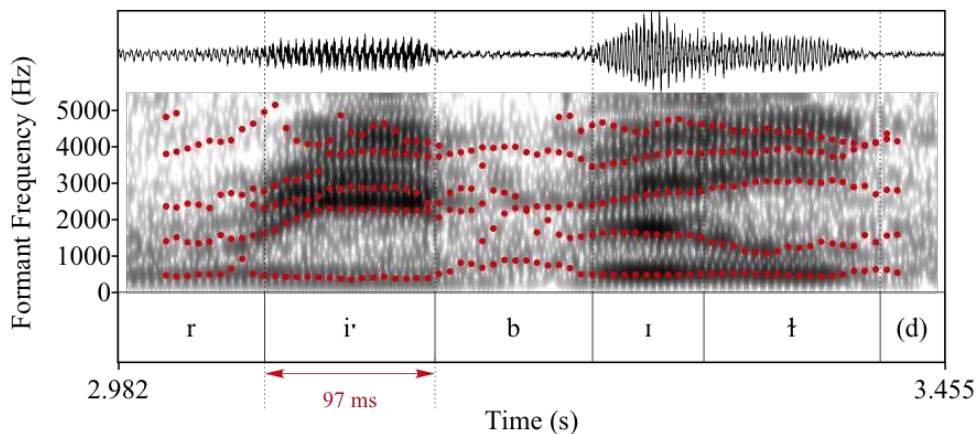 Formant Frequency (Hz)
5000
4000
3000
2000
1000
0
r iˑ b ɪ ɫ (d)
2.982 97 ms 3.455
Time (s)